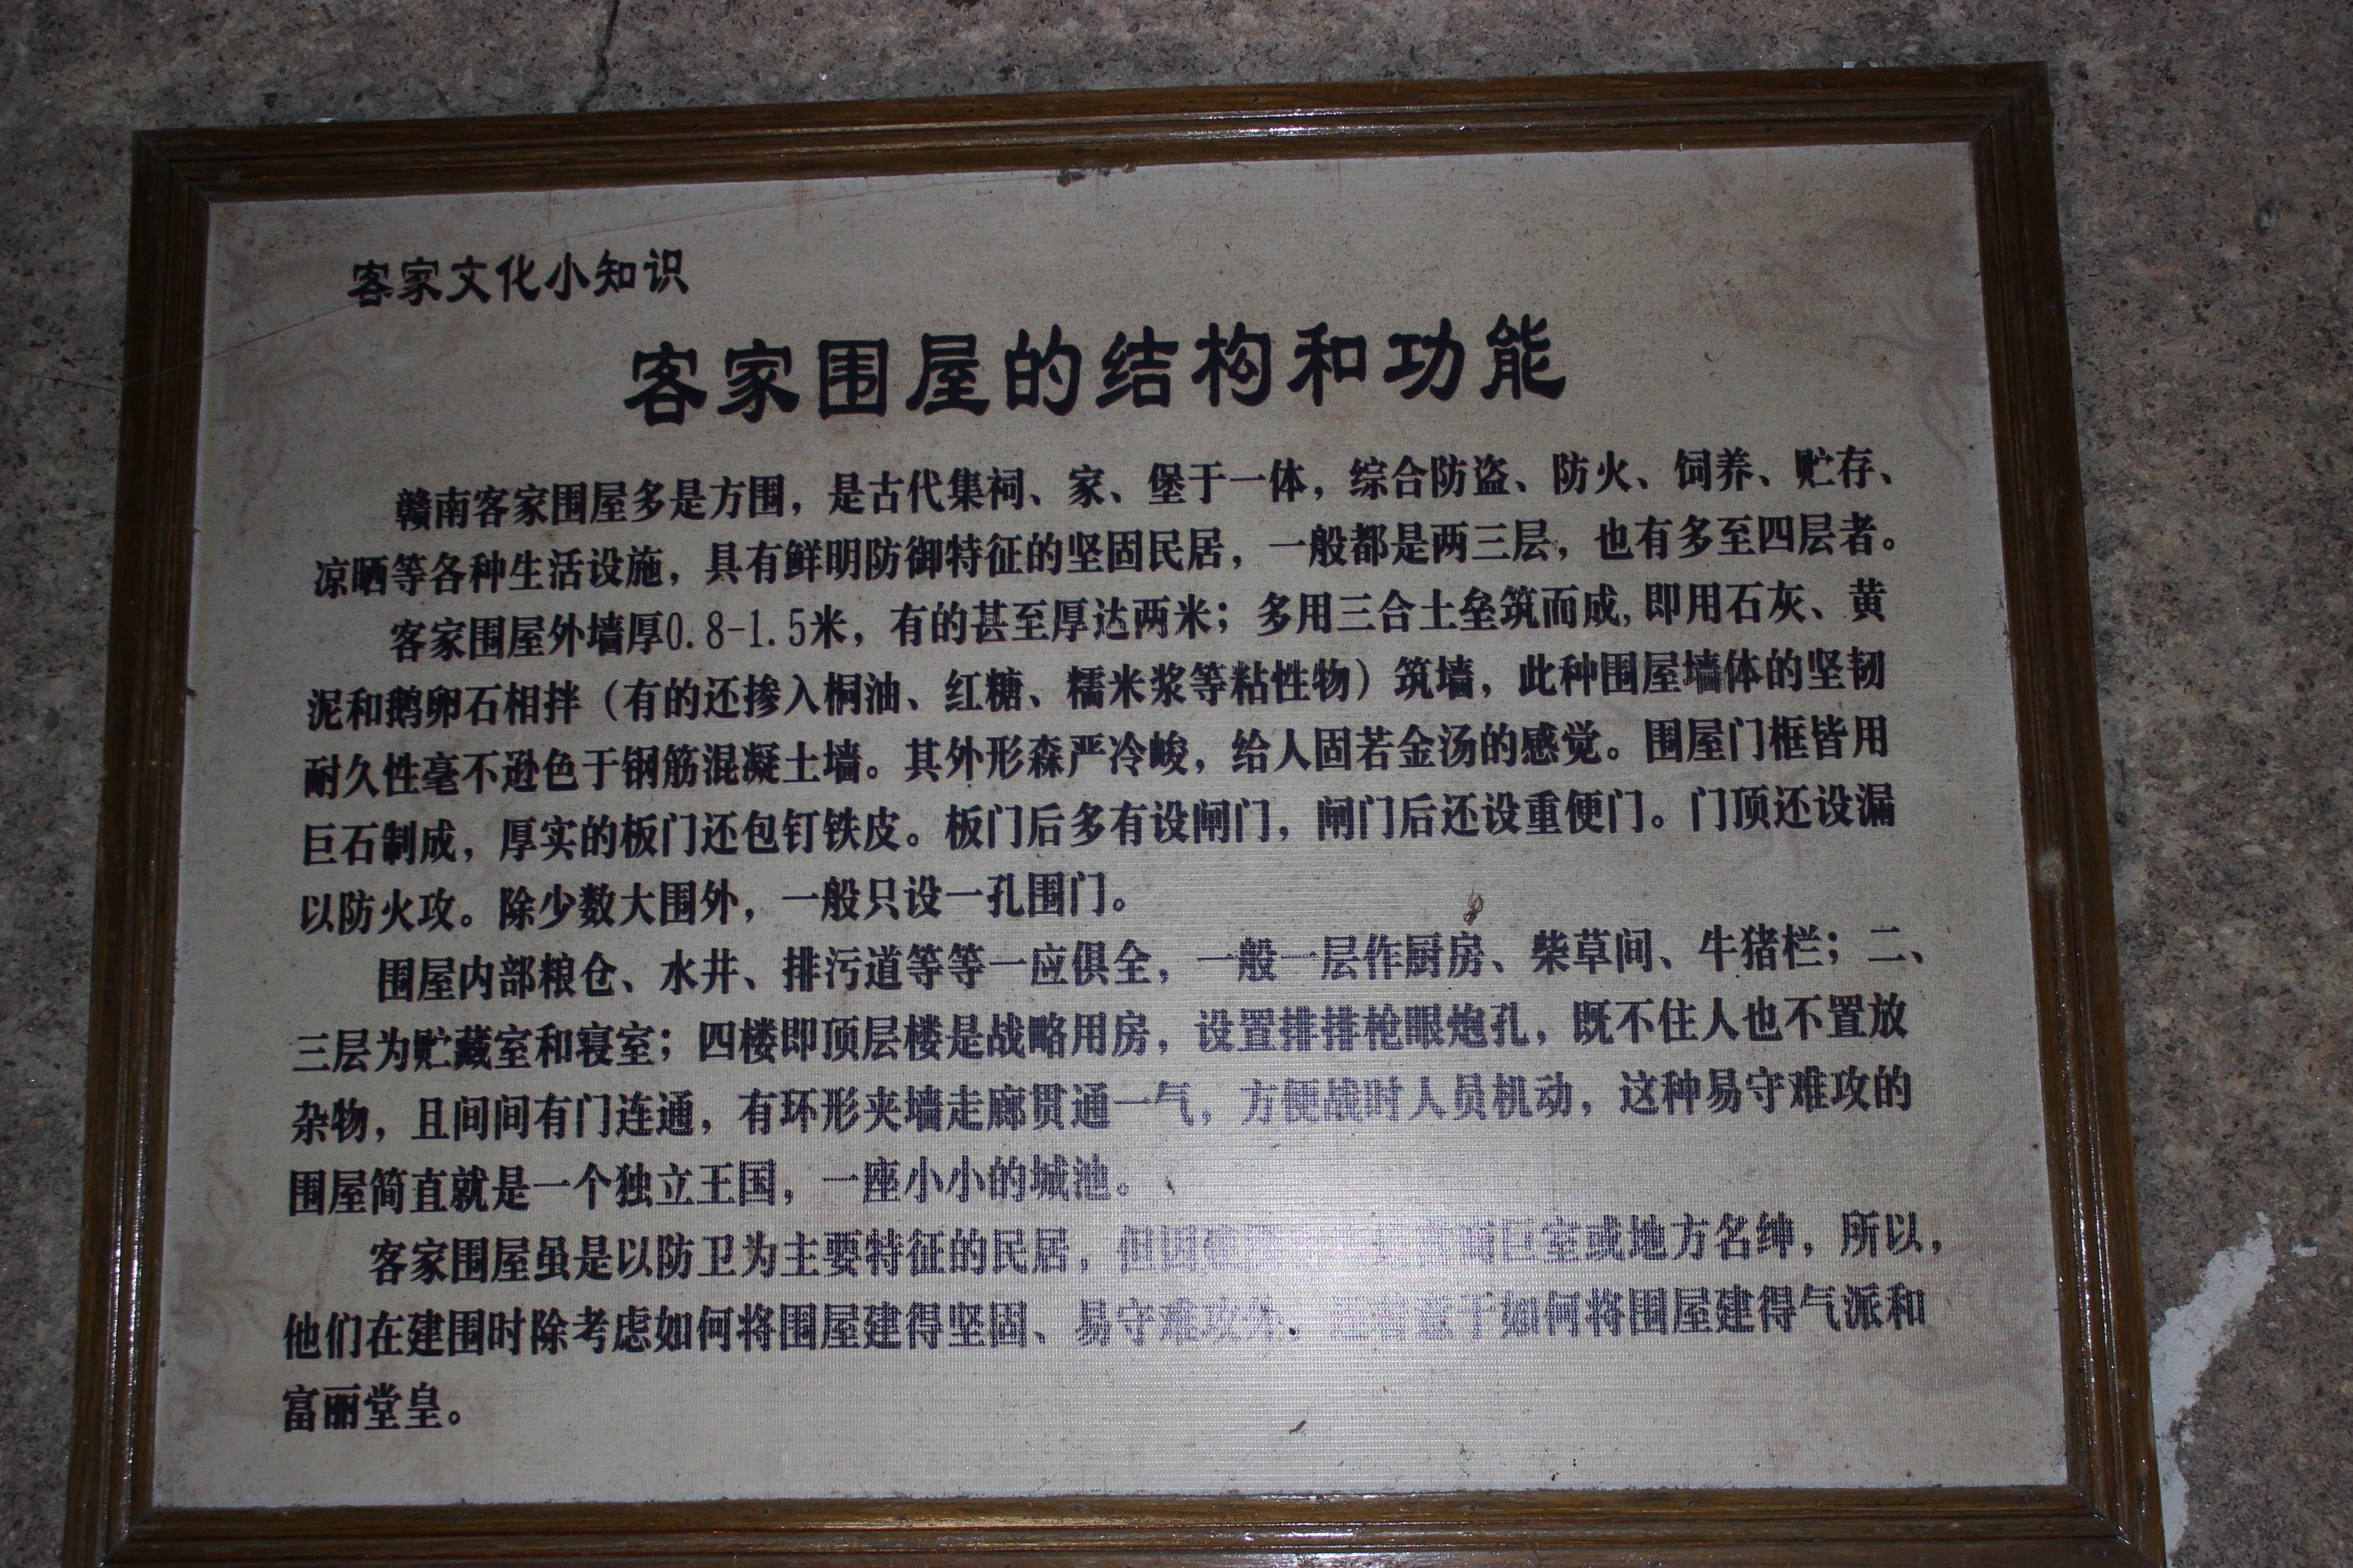 客家文化小知识
客家围屋的结构和功能
赣南客家围屋多是方围，是古代集祠、家、堡于一体，综合防盗、防火、饲养、贮存、
凉晒等各种生活设施，具有鲜明防御特征的坚固民居，一般都是两三层，也有多至四层者。
客家围屋外墙厚0.8-1.5米，有的甚至厚达两米；多用三合土垒筑而成，即用石灰、黄
泥和鹅卵石相拌（有的还掺入桐油、红糖、糯米浆等粘性物）筑墙，此种围屋墙体的坚韧
耐久性毫不逊色于钢筋混凝土墙。其外形森严冷峻，给人固若金汤的感觉。围屋门框皆用
巨石制成，厚实的板门还包钉铁皮。板门后多有设闸门，闸门后还设重便门。门顶还设漏
以防火攻。除少数大围外，一般只设一孔围门。
围屋内部粮仓、水井、排污道等等一应俱全，一般一层作厨房、柴草间、牛猪栏；二、
三层为贮藏室和寝室；四楼即顶层楼是战略用房，设置排排枪眼炮孔，既不住人也不置放
杂物，且间间有门连通，有环形夹墙走廊贯通一气，方便战时人员机动，这种易守难攻的
围屋简直就是一个独立王国，一座小小的城池。
客家围屋虽是以防卫为主要特征的民居，但因建围 富商巨室或地方名绅，所以，
他们在建围时除考虑如何将围屋建得坚固、易守难攻外，还着意于如何将围屋建得气派和
富丽堂皇。